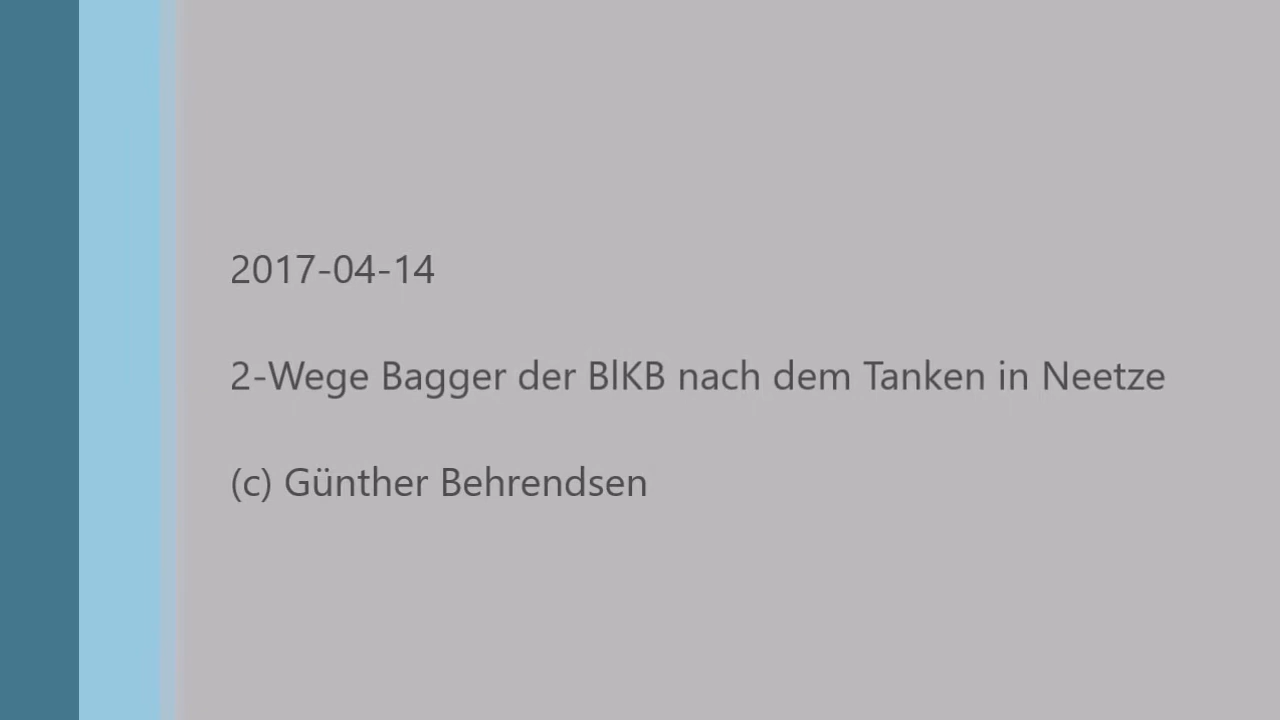 2017-04-14
2-Wege Bagger der BlKB nach dem Tanken in Neetze
(c) Günther Behrendsen